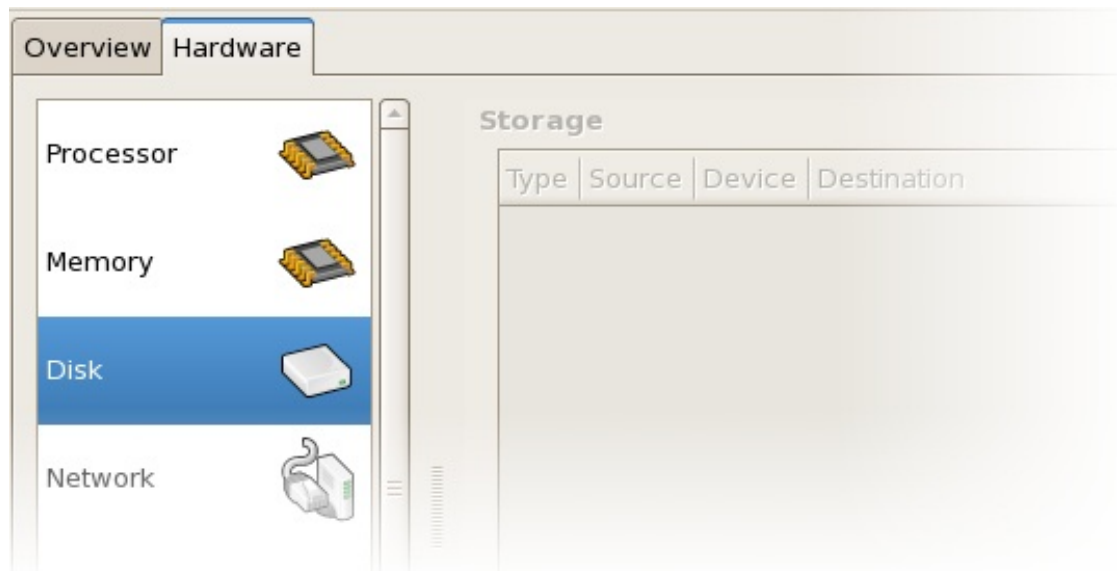 Overview Hardware
Processor
Memory
Disk
Network
Storage
Type Source Device Destination